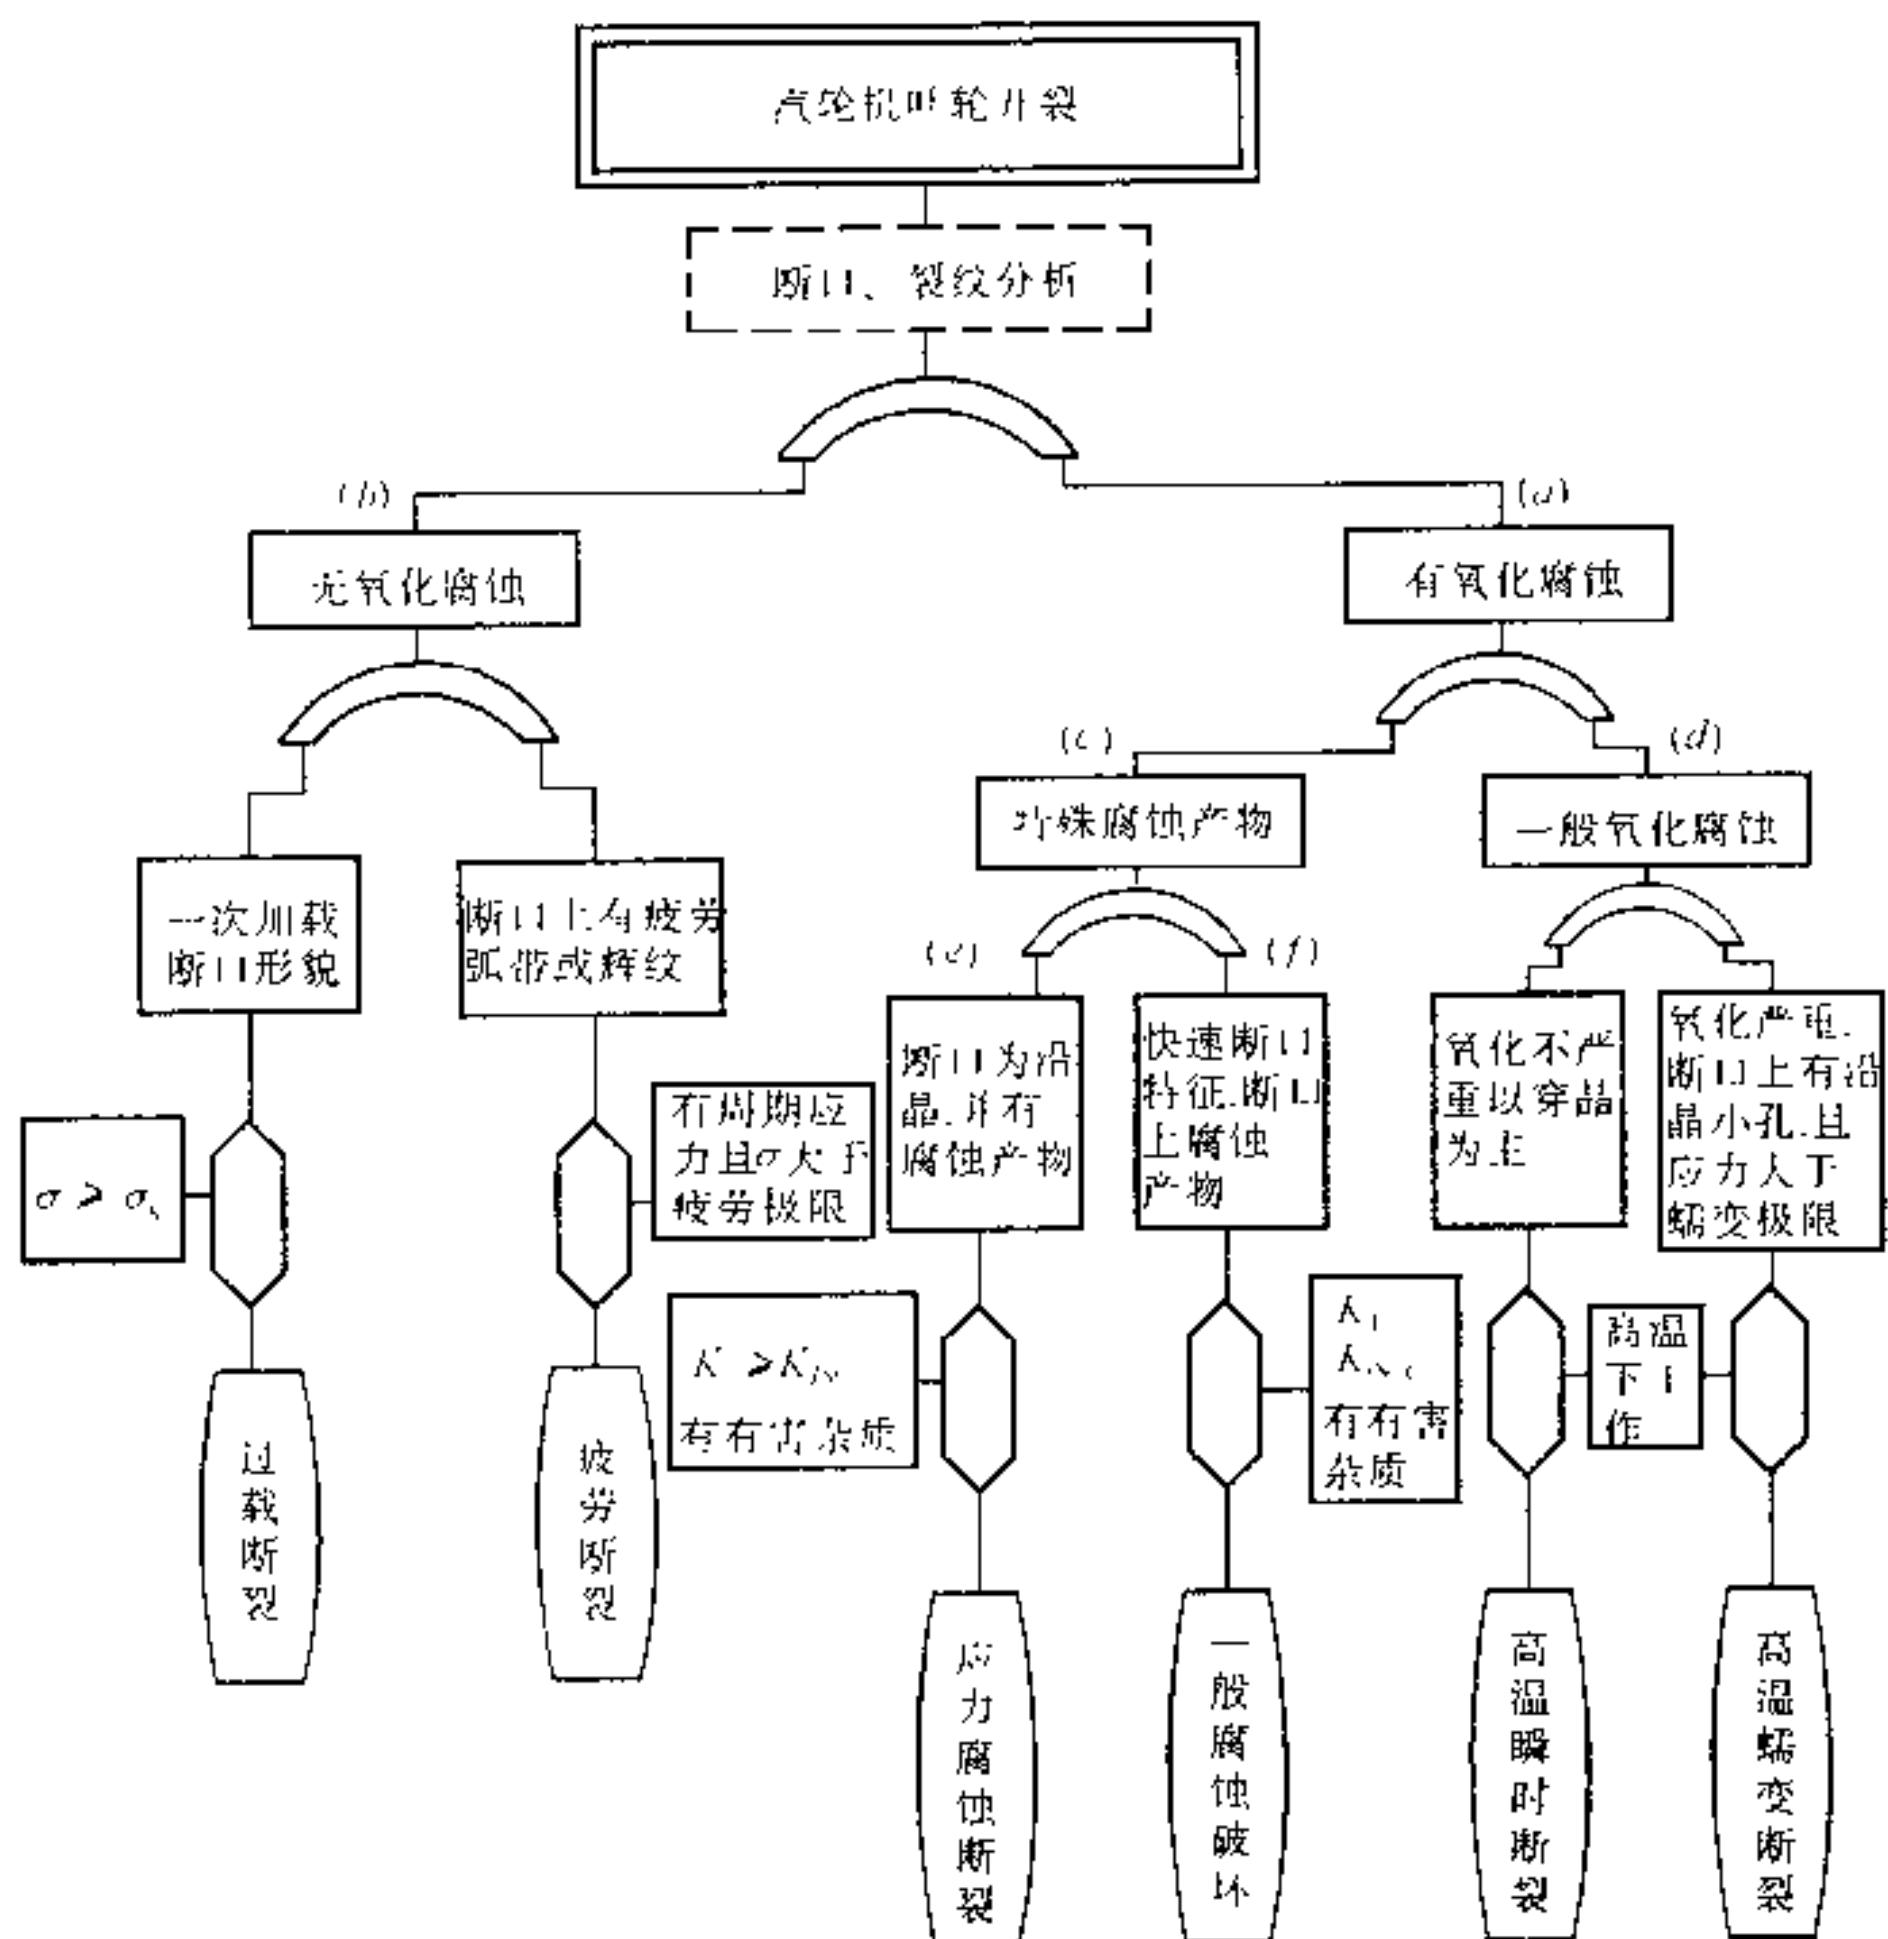 汽轮机叶轮开裂
断口、裂纹分析
(b)
(a)
无氧化腐蚀
有氧化腐蚀
(c)
(d)
特殊腐蚀产物
一般氧化腐蚀
一次加载
断口形貌
断口上有疲劳
弧带或辉纹
(e)
(f)
断口为沿
晶,并有
腐蚀产物
快速断口
特征,断口
上腐蚀
产物
氧化不严
重以穿晶
为主
氧化严重,
断口上有沿
晶小孔,且
应力大于
蠕变极限
σ ⩾
有周期应
力且σ大于
疲劳极限
有有害杂质
有有害
杂质
高温
下工
作
过载断裂
疲劳断裂
应力腐蚀断裂
一般腐蚀破坏
高温瞬时断裂
高温蠕变断裂